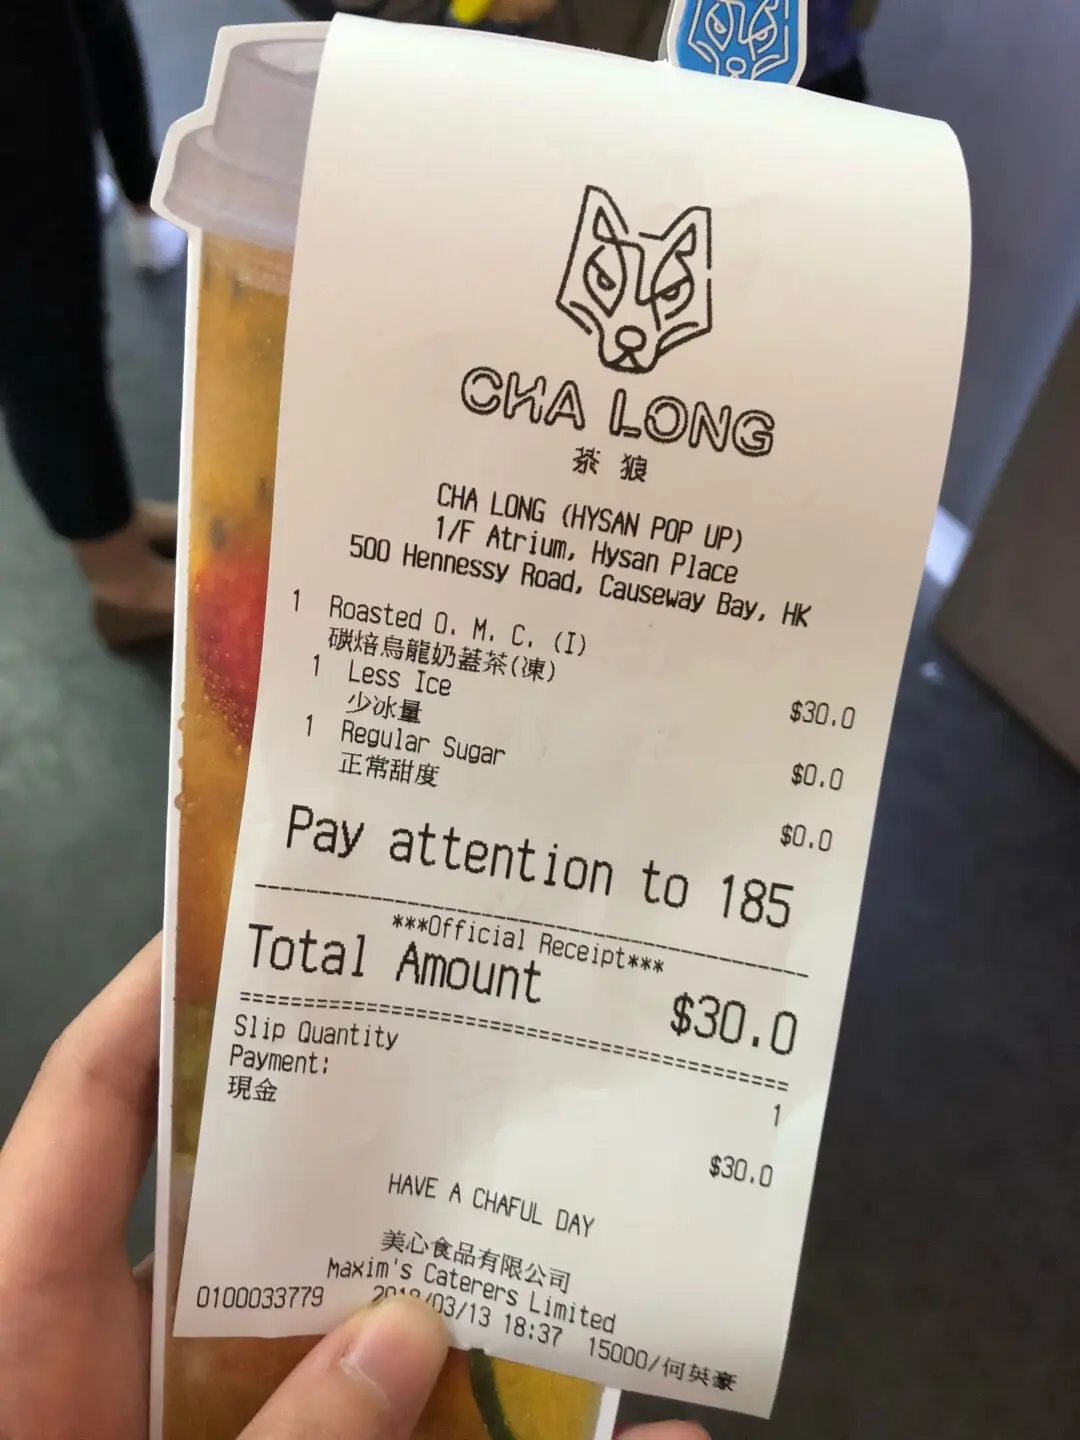 CHA LONG
茶狼
CHA LONG (HYSAN POP UP)
1/F Atrium, Hysan Place
500 Hennessy Road, Causeway Bay, HK
1 Roasted O. M. C. (I)
碳焙烏龍奶蓋茶(凍) $30.0
1 Less Ice
少冰量 $0.0
1 Regular Sugar
正常甜度 $0.0
Pay attention to 185
***Official Receipt***
Total Amount $30.0
Slip Quantity 1
Payment:
現金 $30.0
HAVE A CHAFUL DAY
美心食品有限公司
Maxim's Caterers Limited
0100033779 2018/03/13 18:37 15000/何英豪